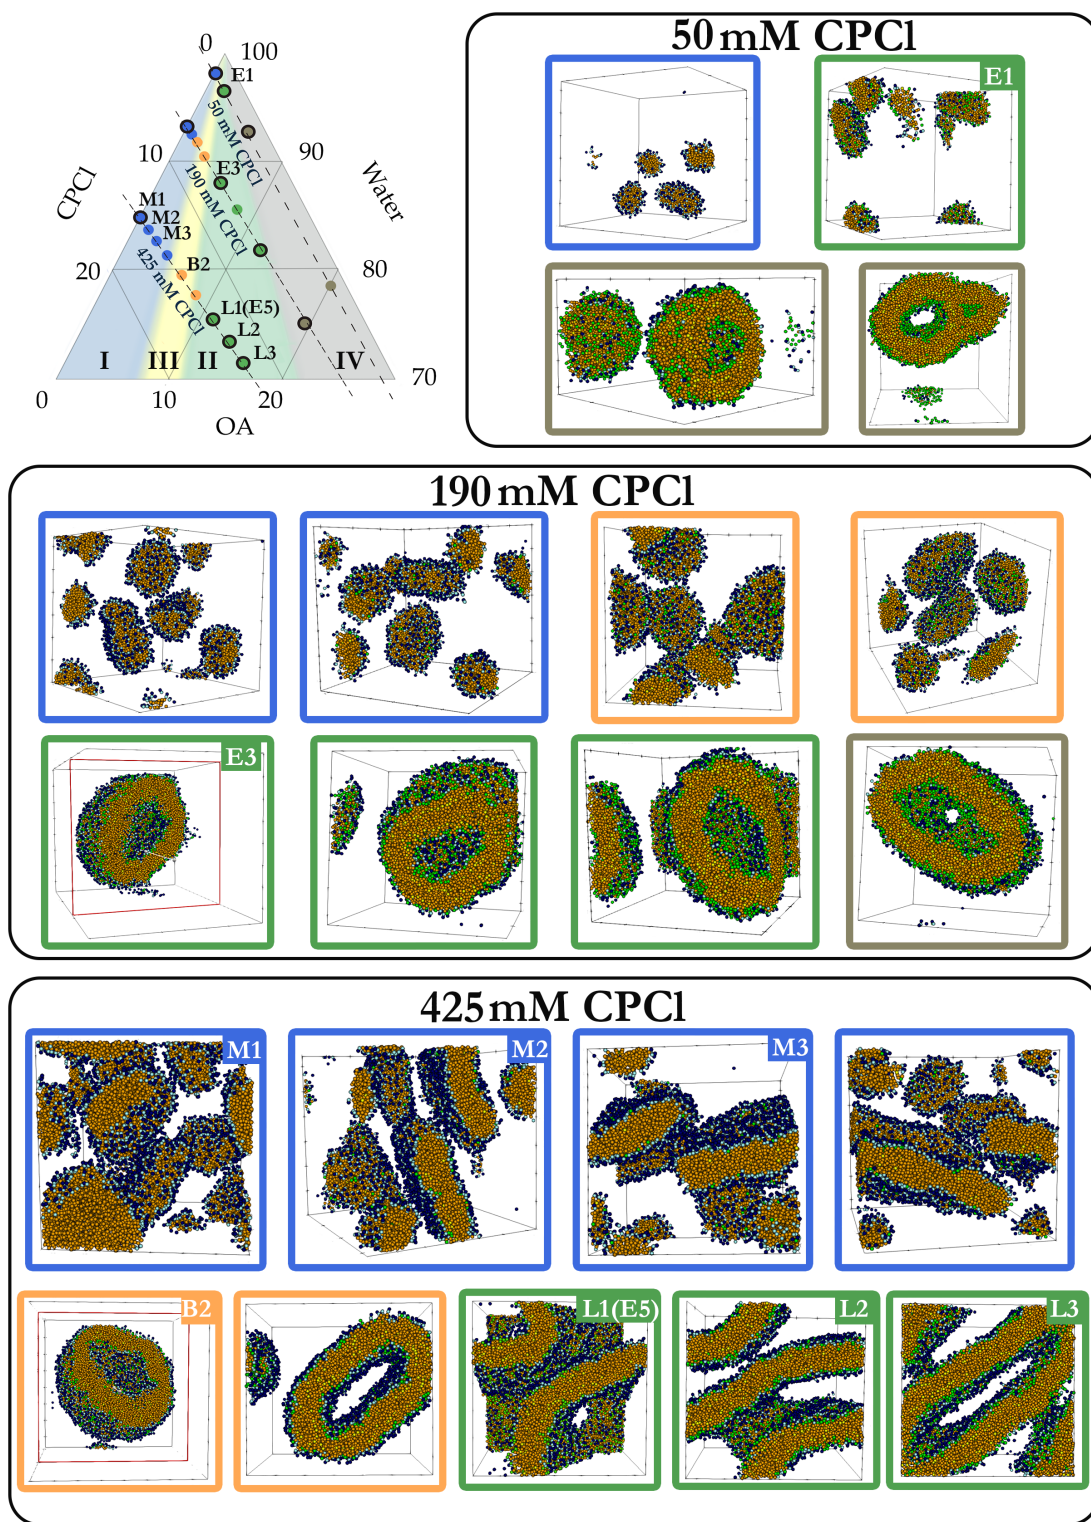 0
100
E1
50 mM CPCl
10
90
E3
CPCl
Water
190 mM CPCl
M1
M2
M3
20
80
B2
425 mM CPCl
L1(E5)
L2
L3
I
III
II
IV
70
0
10
20
OA
50 mM CPCl
E1
190 mM CPCl
E3
425 mM CPCl
M1
M2
M3
B2
L1(E5)
L2
L3